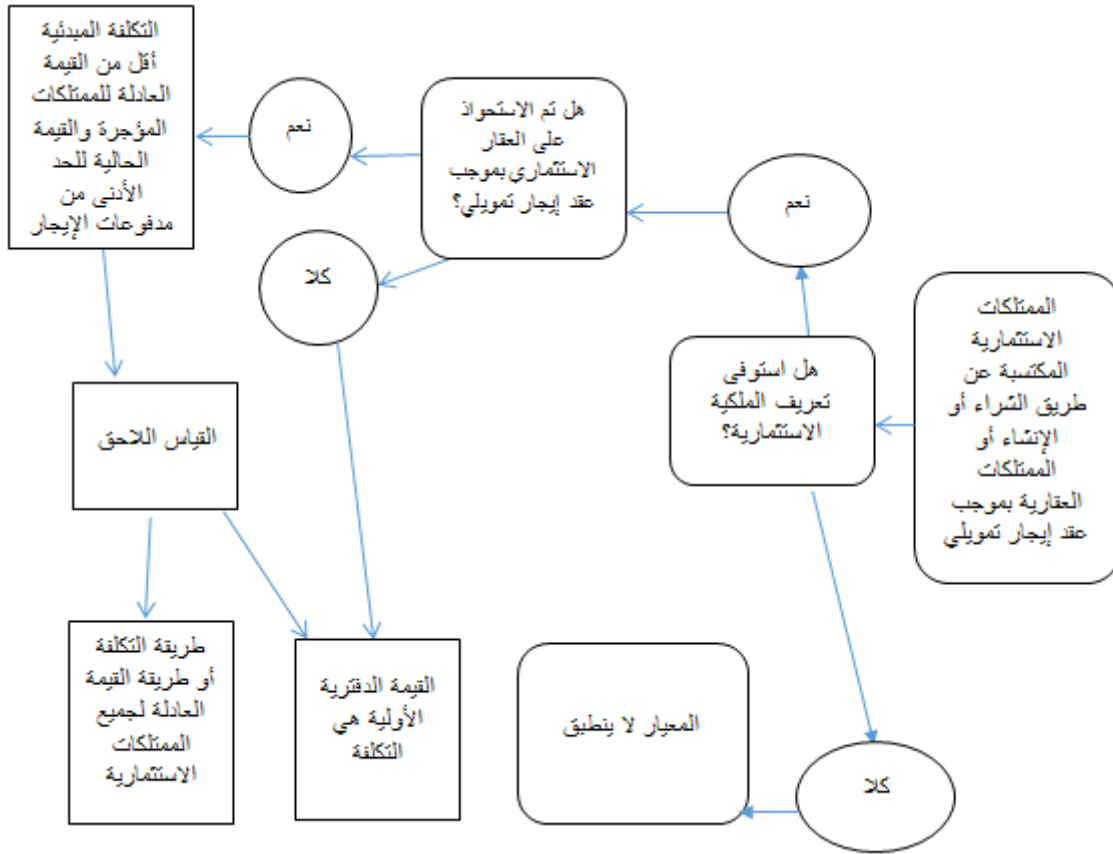 الممتلكات
الاستثمارية
المكتسبة عن
طريق الشراء أو
الإنشاء أو
الممتلكات
العقارية بموجب
عقد إيجار تمويلي
هل استوفى
تعريف الملكية
الاستثمارية؟
نعم
هل تم الاستحواذ
على العقار
الاستثماري بموجب
عقد إيجار تمويلي؟
نعم
التكلفة المبدئية
أقل من القيمة
العادلة للممتلكات
المؤجرة والقيمة
الحالية للحد
الأدنى من
مدفوعات الإيجار
كلا
القياس اللاحق
طريقة التكلفة
أو طريقة القيمة
العادلة لجميع
الممتلكات
الاستثمارية
القيمة الدفترية
الأولية هي
التكلفة
كلا
المعيار لا ينطبق